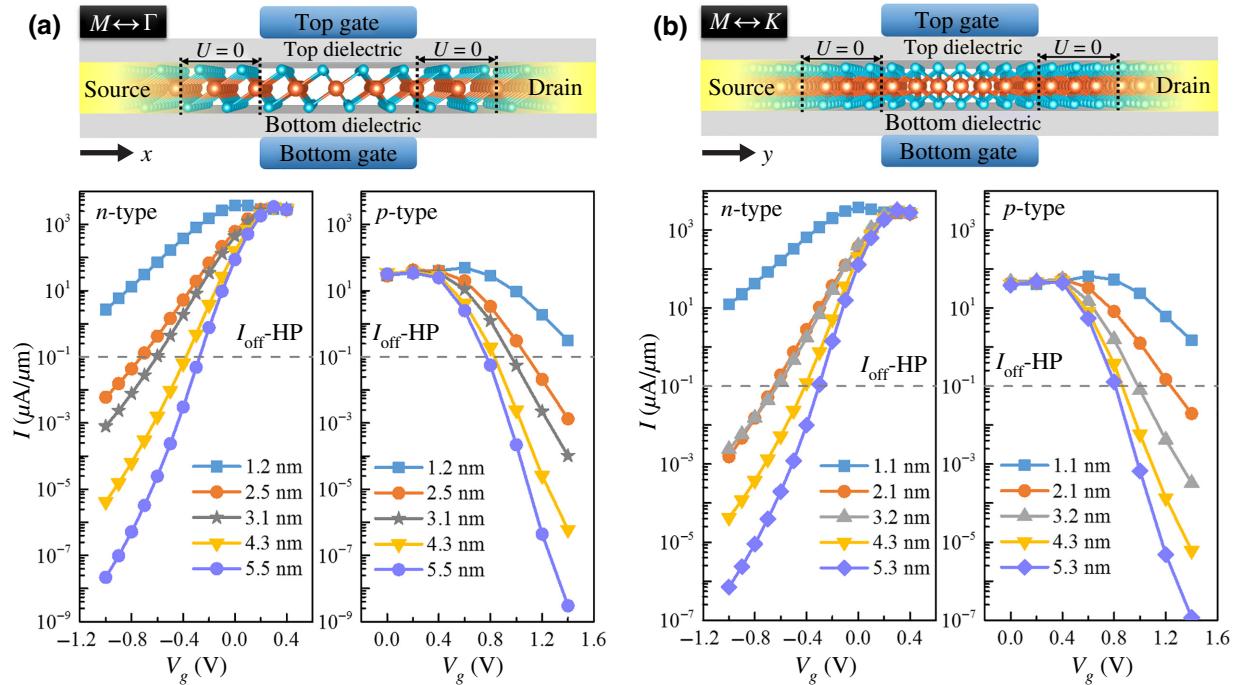 (a)
M↔Γ
Top gate
U = 0
Top dielectric
U = 0
Source
Drain
Bottom dielectric
x
Bottom gate
n-type
p-type
I_off-HP
I_off-HP
I (μA/μm)
10^3
10^1
10^-1
10^-3
10^-5
10^-7
10^-9
1.2 nm
2.5 nm
3.1 nm
4.3 nm
5.5 nm
10^3
10^1
10^-1
10^-3
10^-5
10^-7
10^-9
1.2 nm
2.5 nm
3.1 nm
4.3 nm
5.5 nm
−1.2 −0.8 −0.4 0.0 0.4
0.0 0.4 0.8 1.2 1.6
V_g (V)
V_g (V)
(b)
M↔K
Top gate
U = 0
Top dielectric
U = 0
Source
Drain
Bottom dielectric
y
Bottom gate
n-type
p-type
I_off-HP
I_off-HP
I (μA/μm)
10^3
10^1
10^-1
10^-3
10^-5
10^-7
1.1 nm
2.1 nm
3.2 nm
4.3 nm
5.3 nm
10^3
10^1
10^-1
10^-3
10^-5
10^-7
1.1 nm
2.1 nm
3.2 nm
4.3 nm
5.3 nm
−1.2 −0.8 −0.4 0.0 0.4
0.0 0.4 0.8 1.2 1.6
V_g (V)
V_g (V)